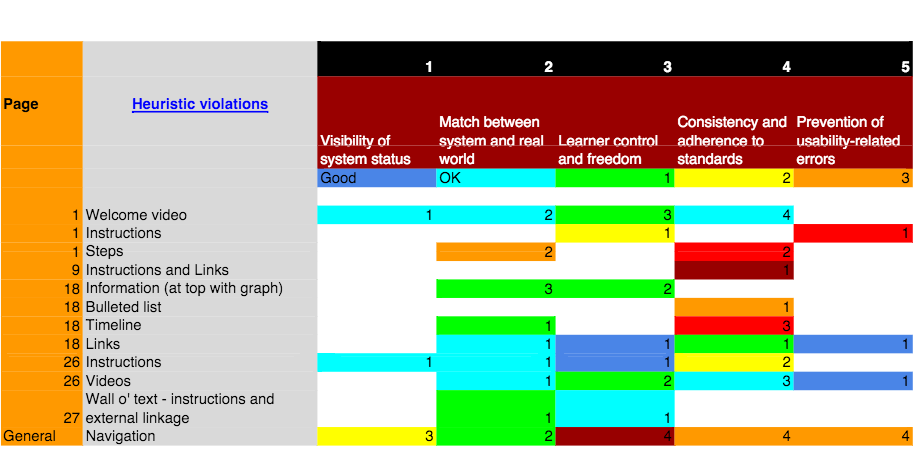 1 2 3 4 5
Page Heuristic violations
Visibility of system status
Match between system and real world
Learner control and freedom
Consistency and adherence to standards
Prevention of usability-related errors
Good OK 1 2 3
1 Welcome video 1 2 3 4
1 Instructions 1 1
1 Steps 2 2
9 Instructions and Links 1
18 Information (at top with graph) 3 2
18 Bulleted list 1
18 Timeline 1 3
18 Links 1 1 1 1
26 Instructions 1 1 1 2
26 Videos 1 2 3 1
Wall o' text - instructions and
27 external linkage 1 1
General Navigation 3 2 4 4 4